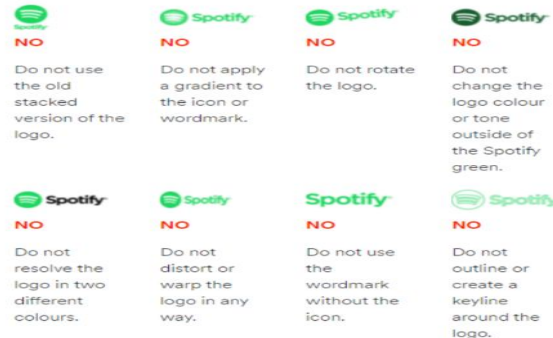 Spotify
Spotify
Spotify
Spotify
NO
NO
NO
NO
Do not use
the old
stacked
version of the
logo.
Do not apply
a gradient to
the icon or
wordmark.
Do not rotate
the logo.
Do not
change the
logo colour
or tone
outside of
the Spotify
green.
Spotify
Spotify
Spotify
Spotify
NO
NO
NO
NO
Do not
resolve the
logo in two
different
colours.
Do not
distort or
warp the
logo in any
way.
Do not use
the
wordmark
without the
icon.
Do not
outline or
create a
keyline
around the
logo.